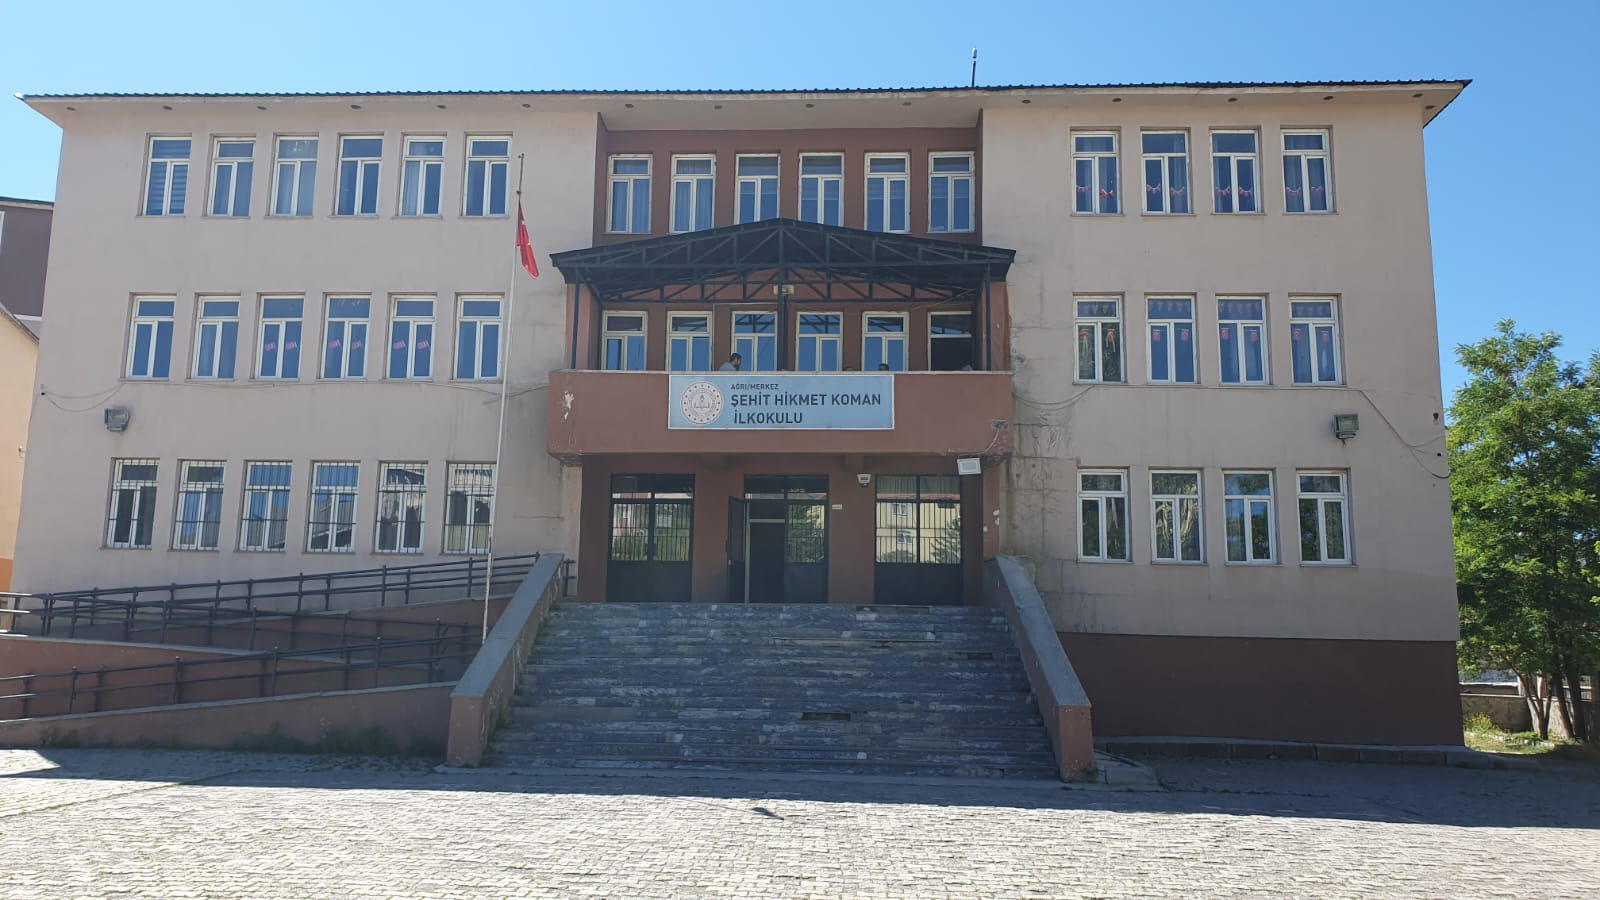 AĞRI/MERKEZ
ŞEHİT HİKMET KOMAN
İLKOKULU